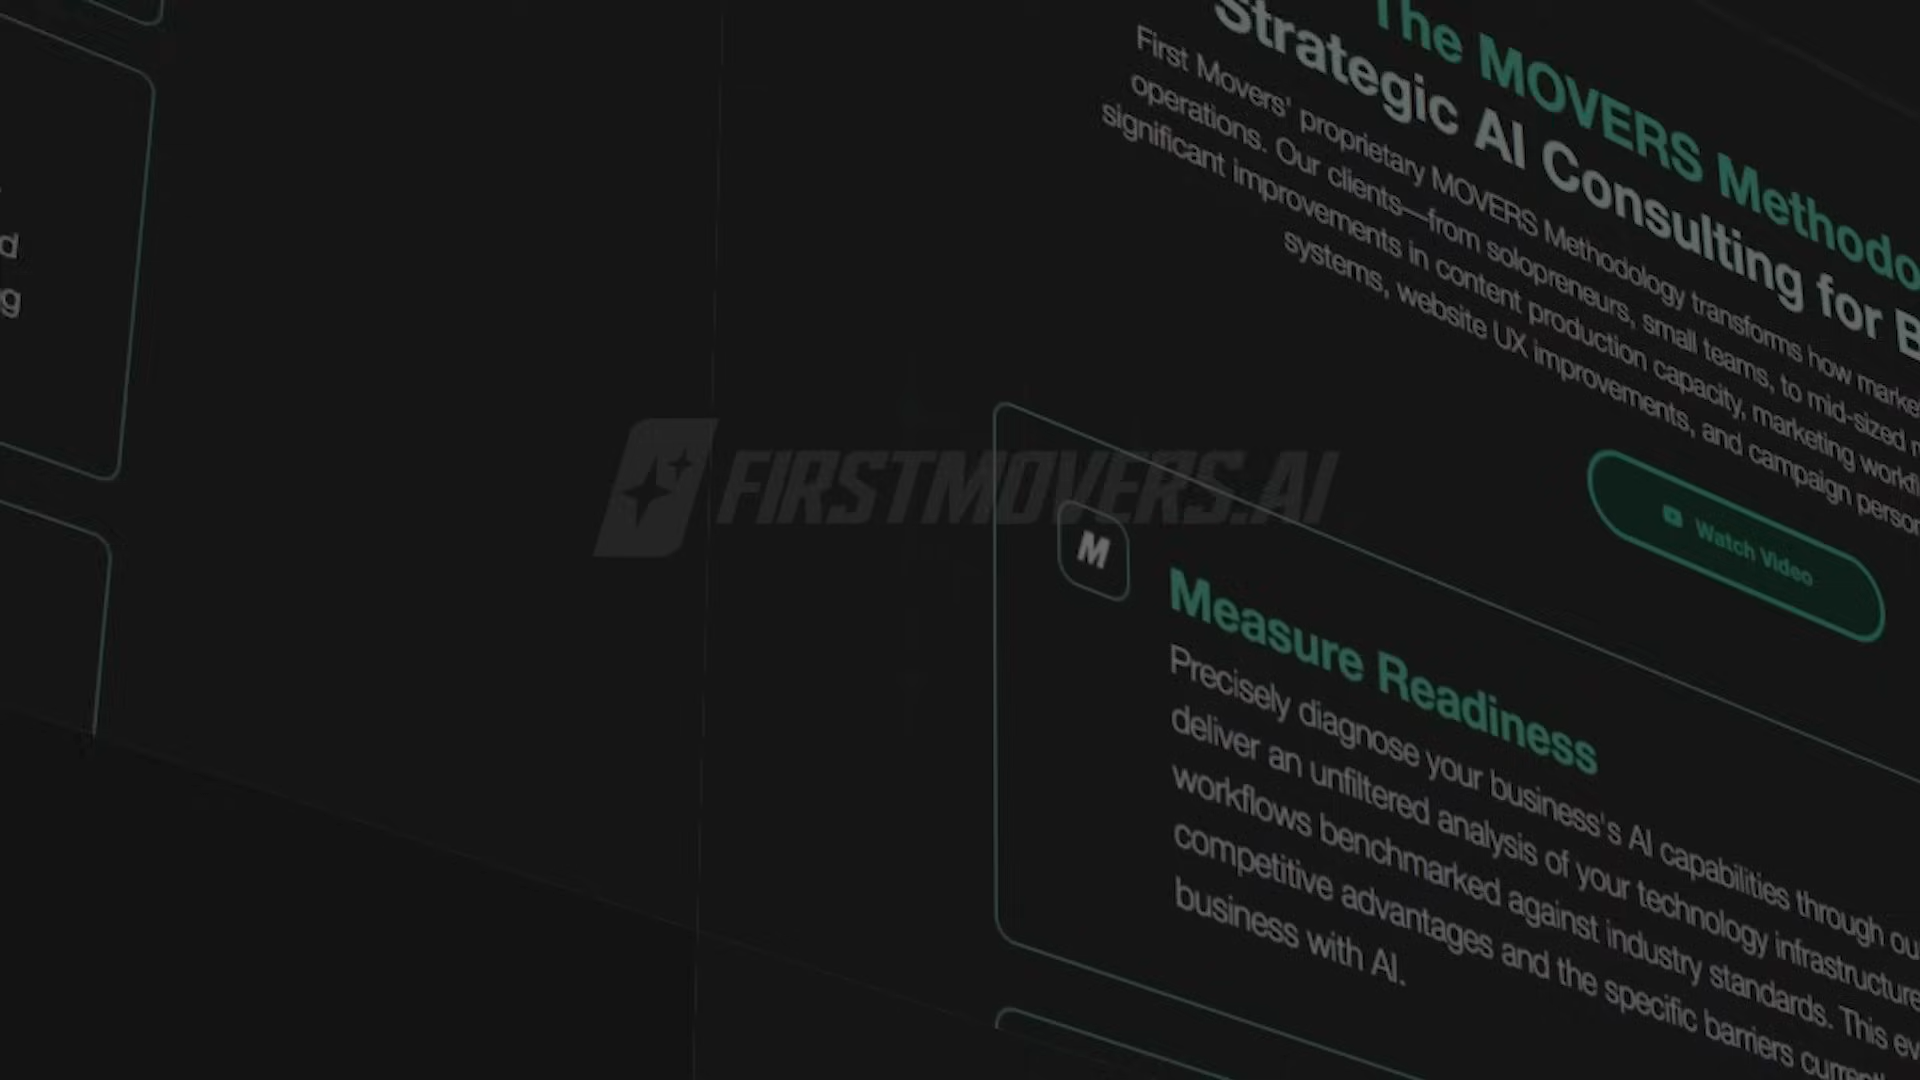 d
g
The MOVERS Methodo
Strategic AI Consulting for B
First Movers' proprietary MOVERS Methodology transforms how marke
operations. Our clients—from solopreneurs, small teams, to mid-sized
significant improvements in content production capacity, marketing workfl
systems, website UX improvements, and campaign person
Watch Video
FIRSTMOVERS.AI
M
Measure Readiness
Precisely diagnose your business's AI capabilities through ou
deliver an unfiltered analysis of your technology infrastructure
workflows benchmarked against industry standards. This ev
competitive advantages and the specific barriers current
business with AI.